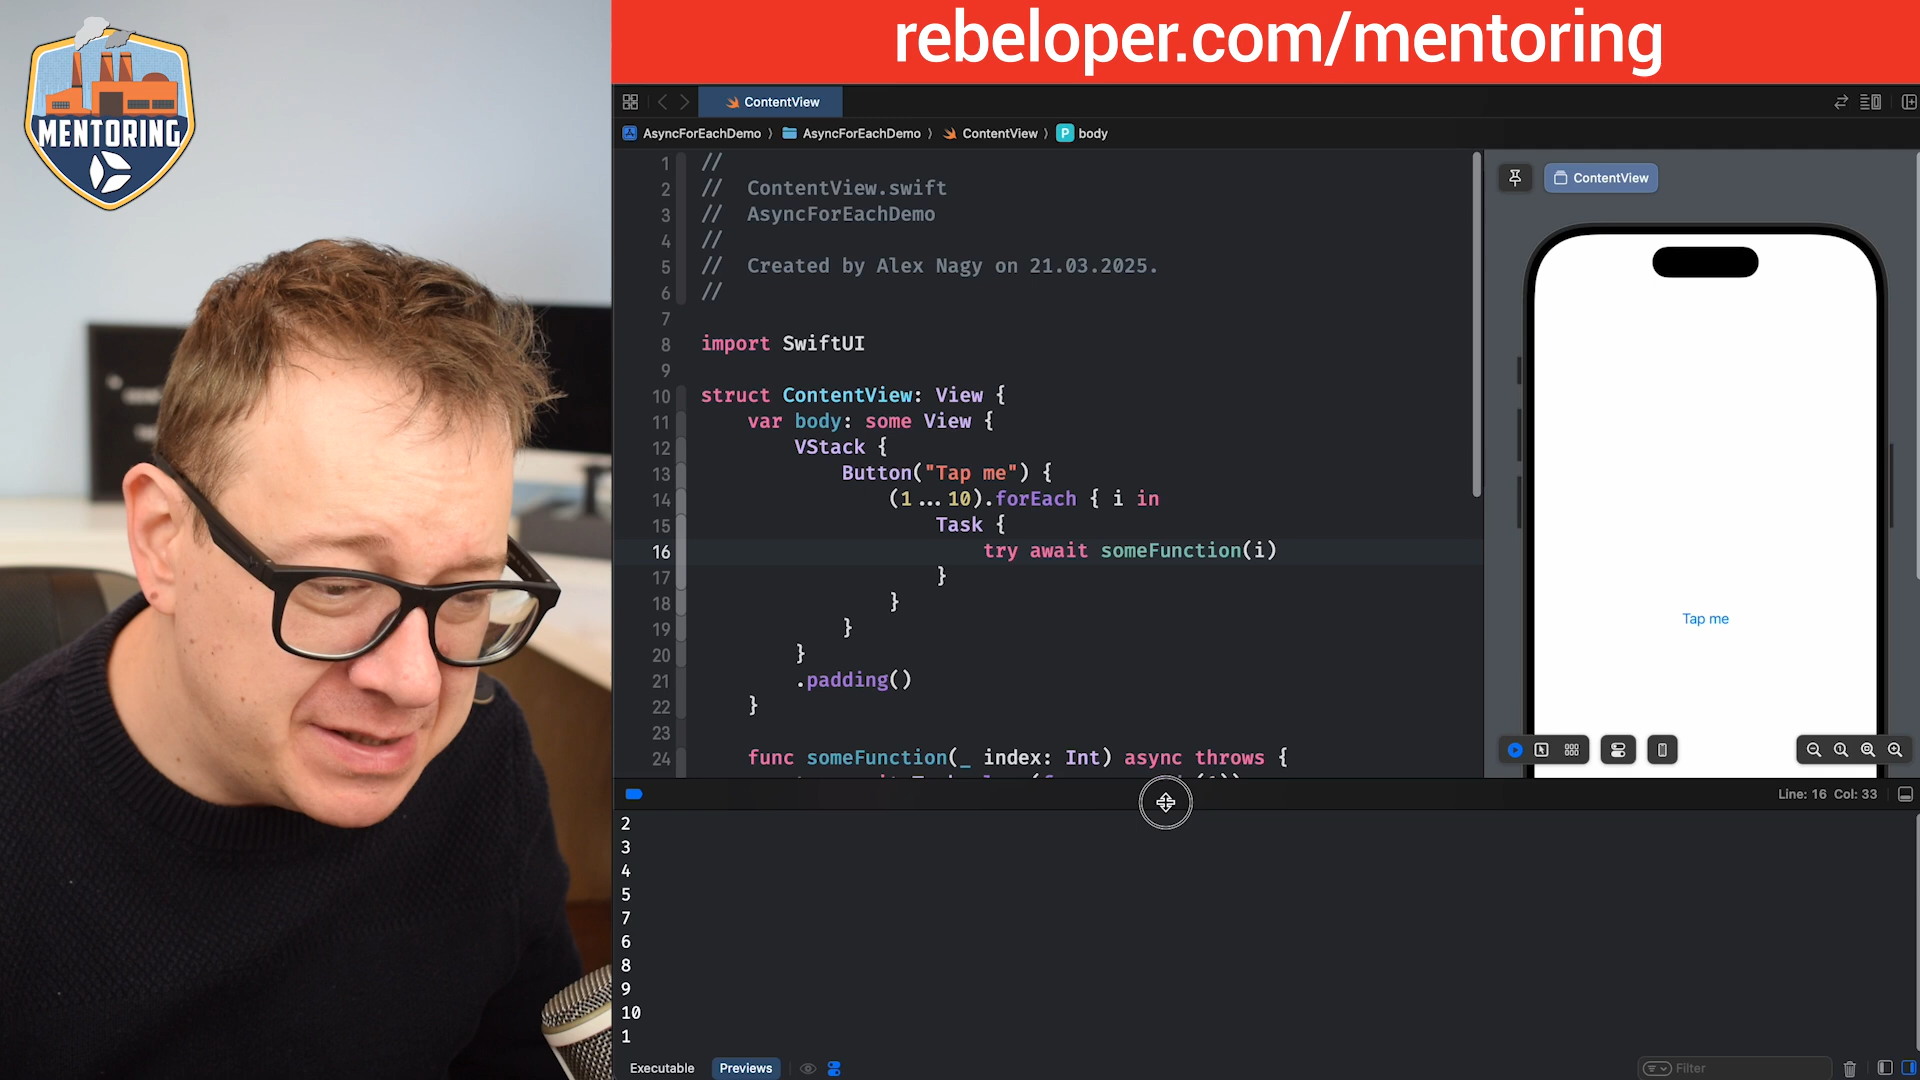 MENTORING
rebeloper.com/mentoring
ContentView
AsyncForEachDemo ⟩ AsyncForEachDemo ⟩ ContentView ⟩ P body
1 //
2 // ContentView.swift
3 // AsyncForEachDemo
4 //
5 // Created by Alex Nagy on 21.03.2025.
6 //
7
8 import SwiftUI
9
10 struct ContentView: View {
11 var body: some View {
12 VStack {
13 Button("Tap me") {
14 (1...10).forEach { i in
15 Task {
16 try await someFunction(i)
17 }
18 }
19 }
20 }
21 .padding()
22 }
23
24 func someFunction(_ index: Int) async throws {
ContentView
Tap me
Line: 16 Col: 33
2
3
4
5
7
6
8
9
10
1
Executable Previews
Filter